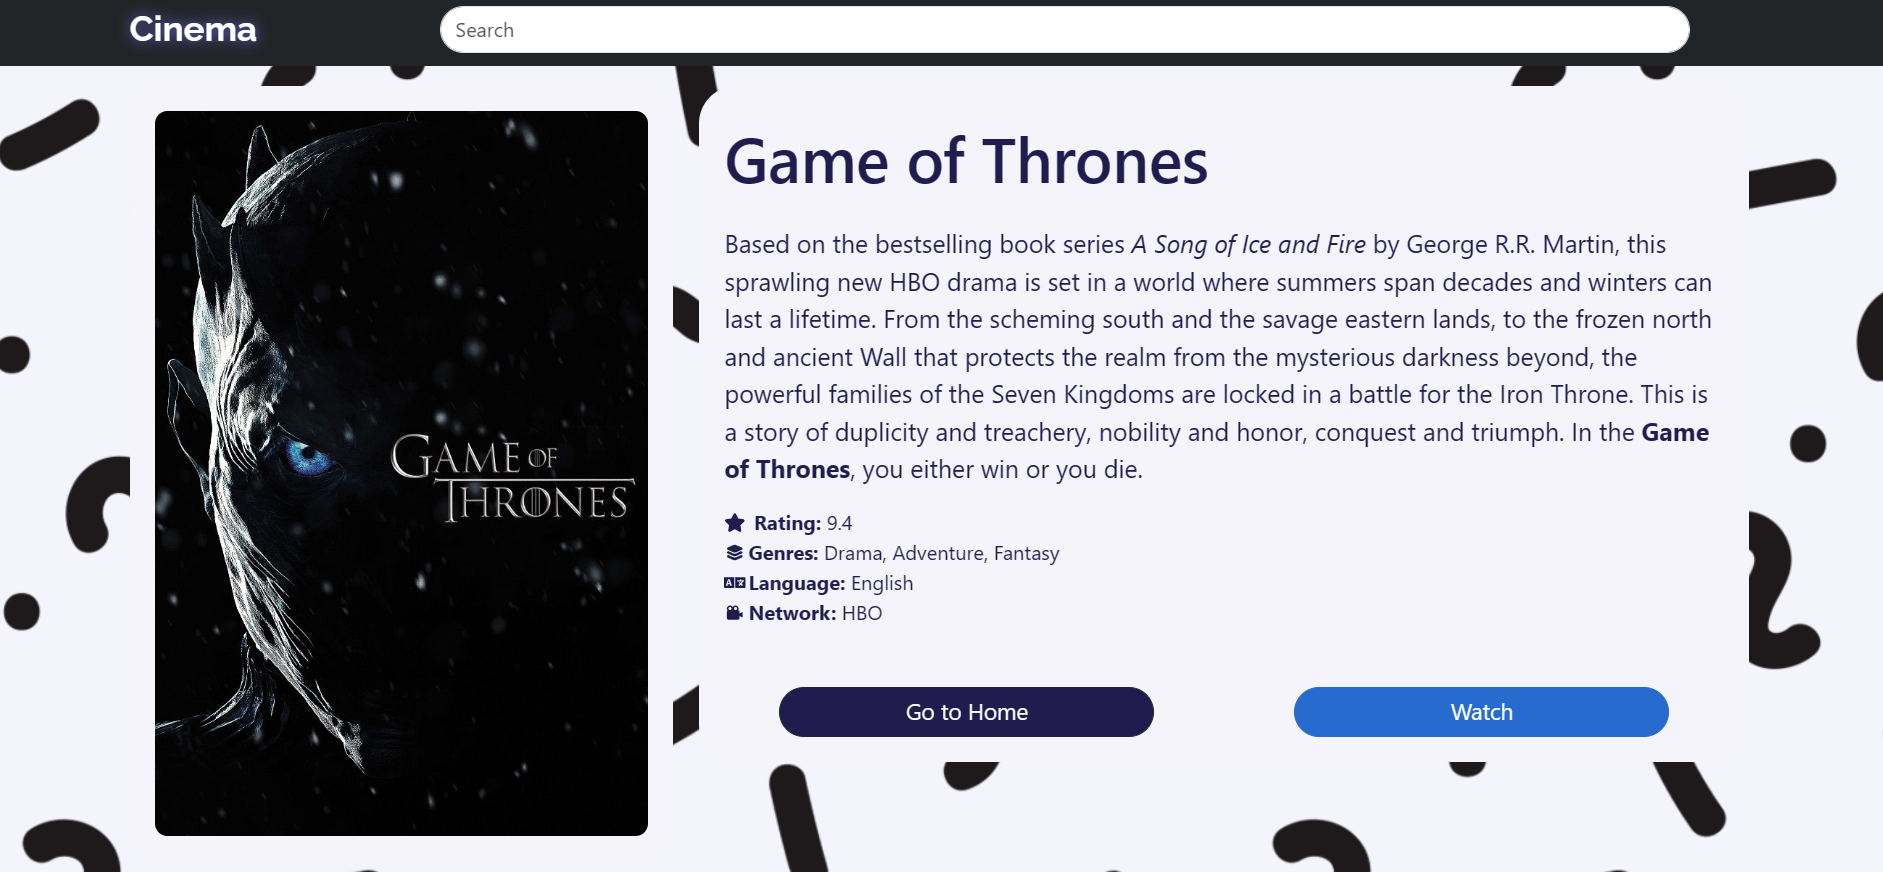 Cinema
Search
GAME OF
THRONES
Game of Thrones
Based on the bestselling book series A Song of Ice and Fire by George R.R. Martin, this
sprawling new HBO drama is set in a world where summers span decades and winters can
last a lifetime. From the scheming south and the savage eastern lands, to the frozen north
and ancient Wall that protects the realm from the mysterious darkness beyond, the
powerful families of the Seven Kingdoms are locked in a battle for the Iron Throne. This is
a story of duplicity and treachery, nobility and honor, conquest and triumph. In the Game
of Thrones, you either win or you die.
Rating: 9.4
Genres: Drama, Adventure, Fantasy
Language: English
Network: HBO
Go to Home
Watch